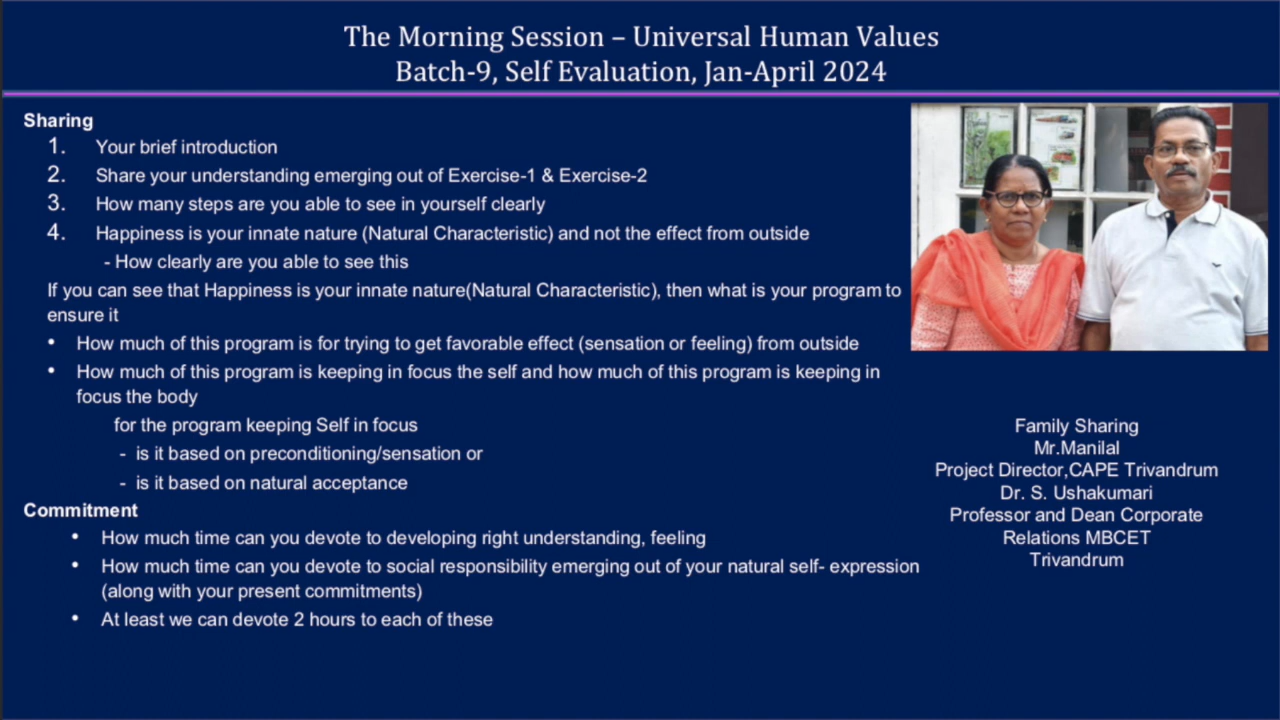 The Morning Session – Universal Human Values
Batch-9, Self Evaluation, Jan-April 2024
Sharing
1. Your brief introduction
2. Share your understanding emerging out of Exercise-1 & Exercise-2
3. How many steps are you able to see in yourself clearly
4. Happiness is your innate nature (Natural Characteristic) and not the effect from outside
- How clearly are you able to see this
If you can see that Happiness is your innate nature(Natural Characteristic), then what is your program to
ensure it
• How much of this program is for trying to get favorable effect (sensation or feeling) from outside
• How much of this program is keeping in focus the self and how much of this program is keeping in
focus the body
for the program keeping Self in focus
- is it based on preconditioning/sensation or
- is it based on natural acceptance
Commitment
• How much time can you devote to developing right understanding, feeling
• How much time can you devote to social responsibility emerging out of your natural self- expression
(along with your present commitments)
• At least we can devote 2 hours to each of these
Family Sharing
Mr.Manilal
Project Director,CAPE Trivandrum
Dr. S. Ushakumari
Professor and Dean Corporate
Relations MBCET
Trivandrum